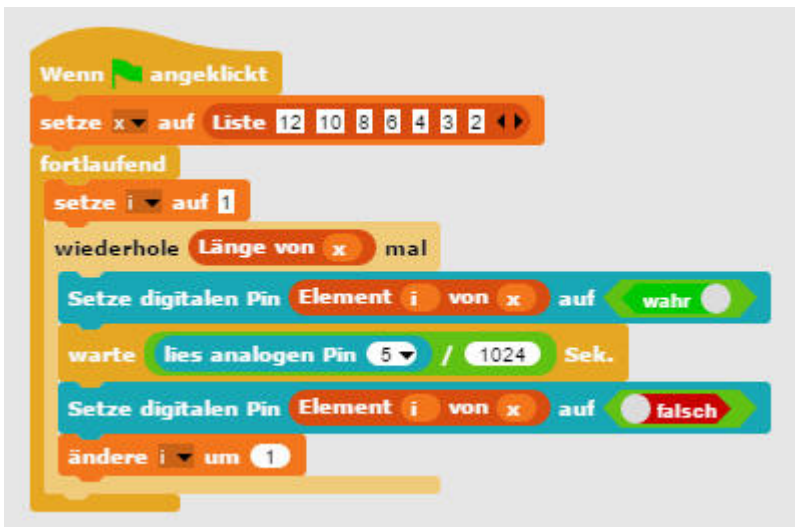 Wenn angeklickt
setze x auf Liste 12 10 8 6 4 3 2
fortlaufend
setze i auf 1
wiederhole Länge von x mal
Setze digitalen Pin Element i von x auf wahr
warte lies analogen Pin 5 / 1024 Sek.
Setze digitalen Pin Element i von x auf falsch
ändere i um 1